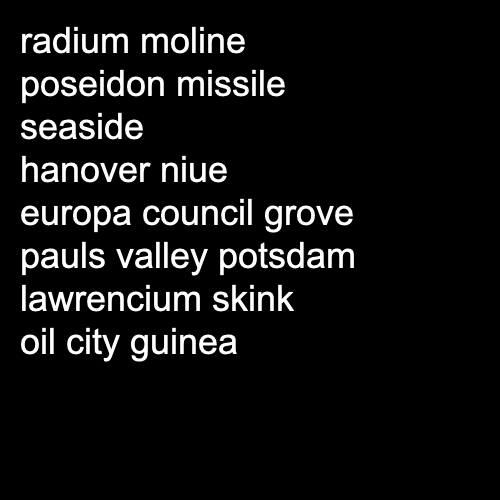 radium moline
poseidon missile
seaside
hanover niue
europa council grove
pauls valley potsdam
lawrencium skink
oil city guinea